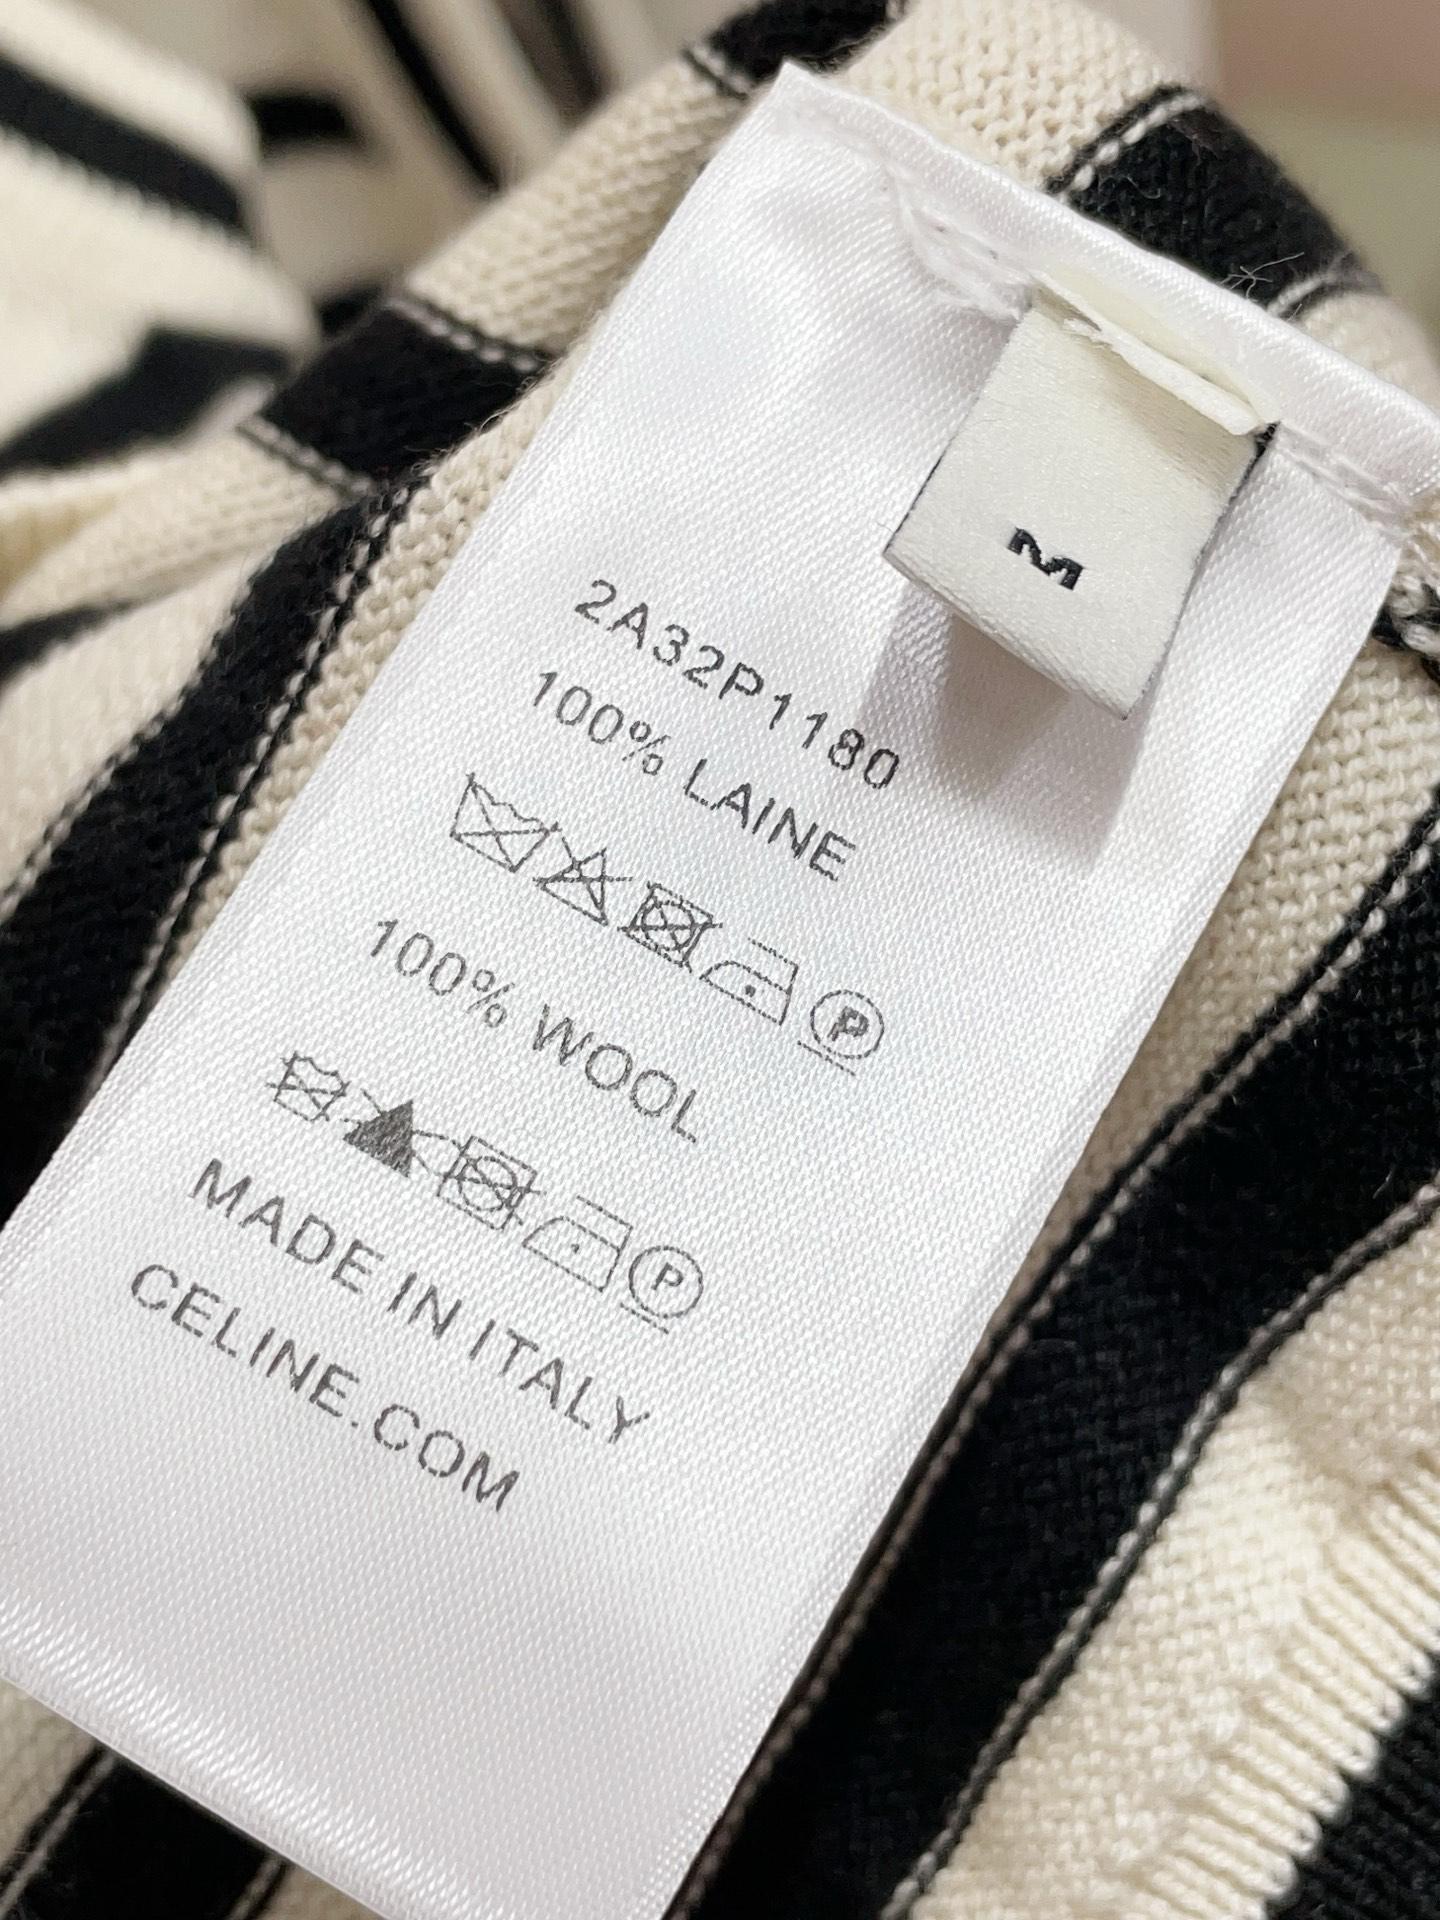 M
2A32P1180
100% LAINE
P
100% WOOL
P
MADE IN ITALY
CELINE.COM